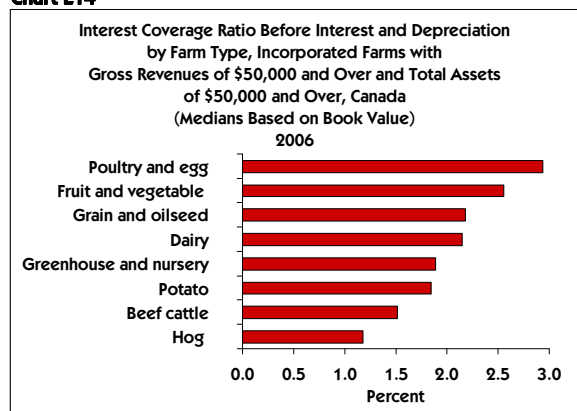 Chart E14
Interest Coverage Ratio Before Interest and Depreciation
by Farm Type, Incorporated Farms with
Gross Revenues of $50,000 and Over and Total Assets
of $50,000 and Over, Canada
(Medians Based on Book Value)
2006
Poultry and egg
Fruit and vegetable
Grain and oilseed
Dairy
Greenhouse and nursery
Potato
Beef cattle
Hog
0.0 0.5 1.0 1.5 2.0 2.5 3.0
Percent